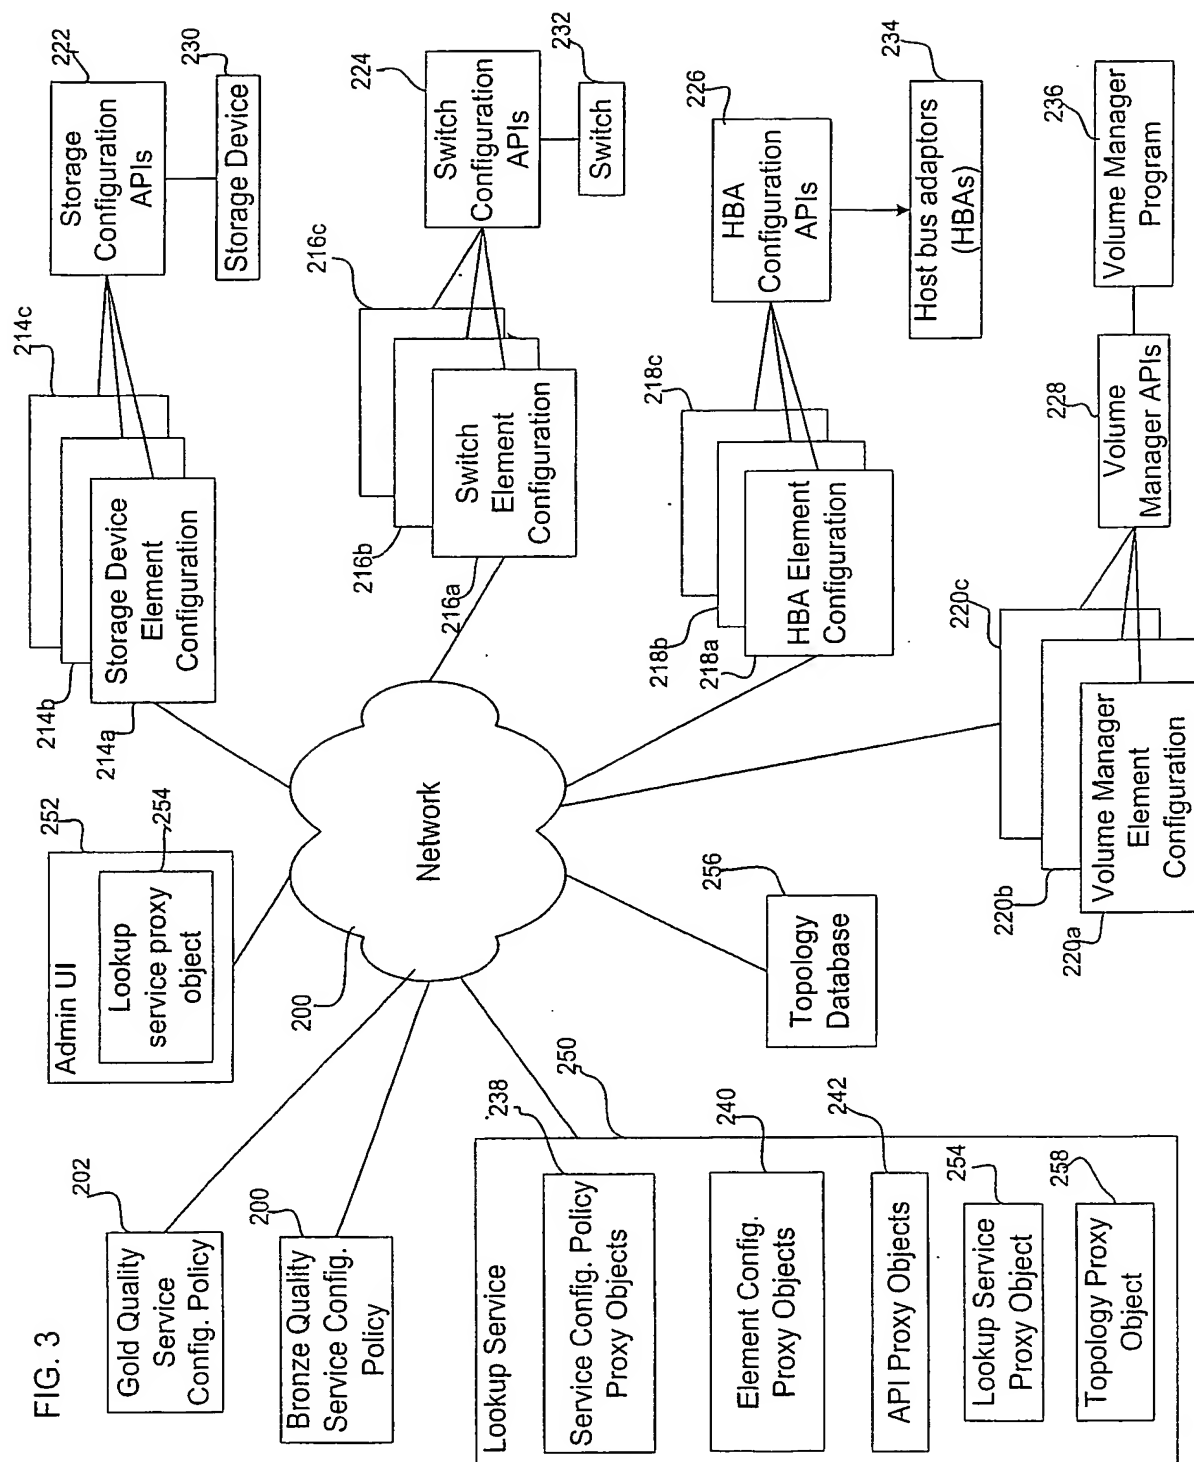 FIG. 3
202
Gold Quality
Service
Config. Policy
200
Bronze Quality
Service Config.
Policy
Lookup Service
250
238
Service Config. Policy
Proxy Objects
240
Element Config.
Proxy Objects
242
API Proxy Objects
254
Lookup Service
Proxy Object
258
Topology Proxy
Object
Admin UI
252
254
Lookup
service proxy
object
200
Network
256
Topology
Database
214a
214b
214c
Storage Device
Element
Configuration
222
Storage
Configuration
APIs
230
Storage Device
216a
216b
216c
Switch
Element
Configuration
224
Switch
Configuration
APIs
232
Switch
218a
218b
218c
HBA Element
Configuration
226
HBA
Configuration
APIs
234
Host bus adaptors
(HBAs)
220a
220b
220c
Volume Manager
Element
Configuration
228
Volume
Manager APIs
236
Volume Manager
Program